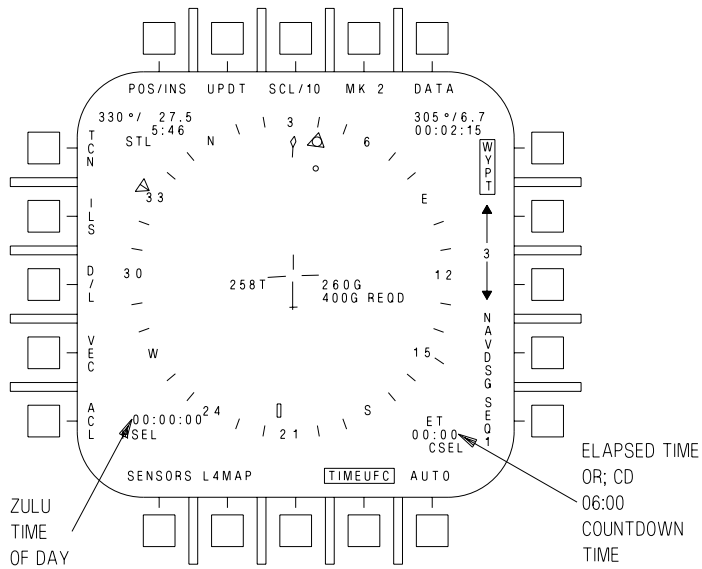 POS/INS UPDT SCL/10 MK 2 DATA
330°/ 27.5
5:46
STL
305°/6.7
00:02:15
TCN
ILS
D/L
VEC
ACL
WYPT
3
NAVDSG SEQ1
N
3
6
E
12
15
S
21
24
W
30
33
258T
260G
400G REQD
00:00:00
HSEL
ET
00:00
CSEL
SENSORS L4MAP TIMEUFC AUTO
ZULU
TIME
OF DAY
ELAPSED TIME
OR; CD
06:00
COUNTDOWN
TIME